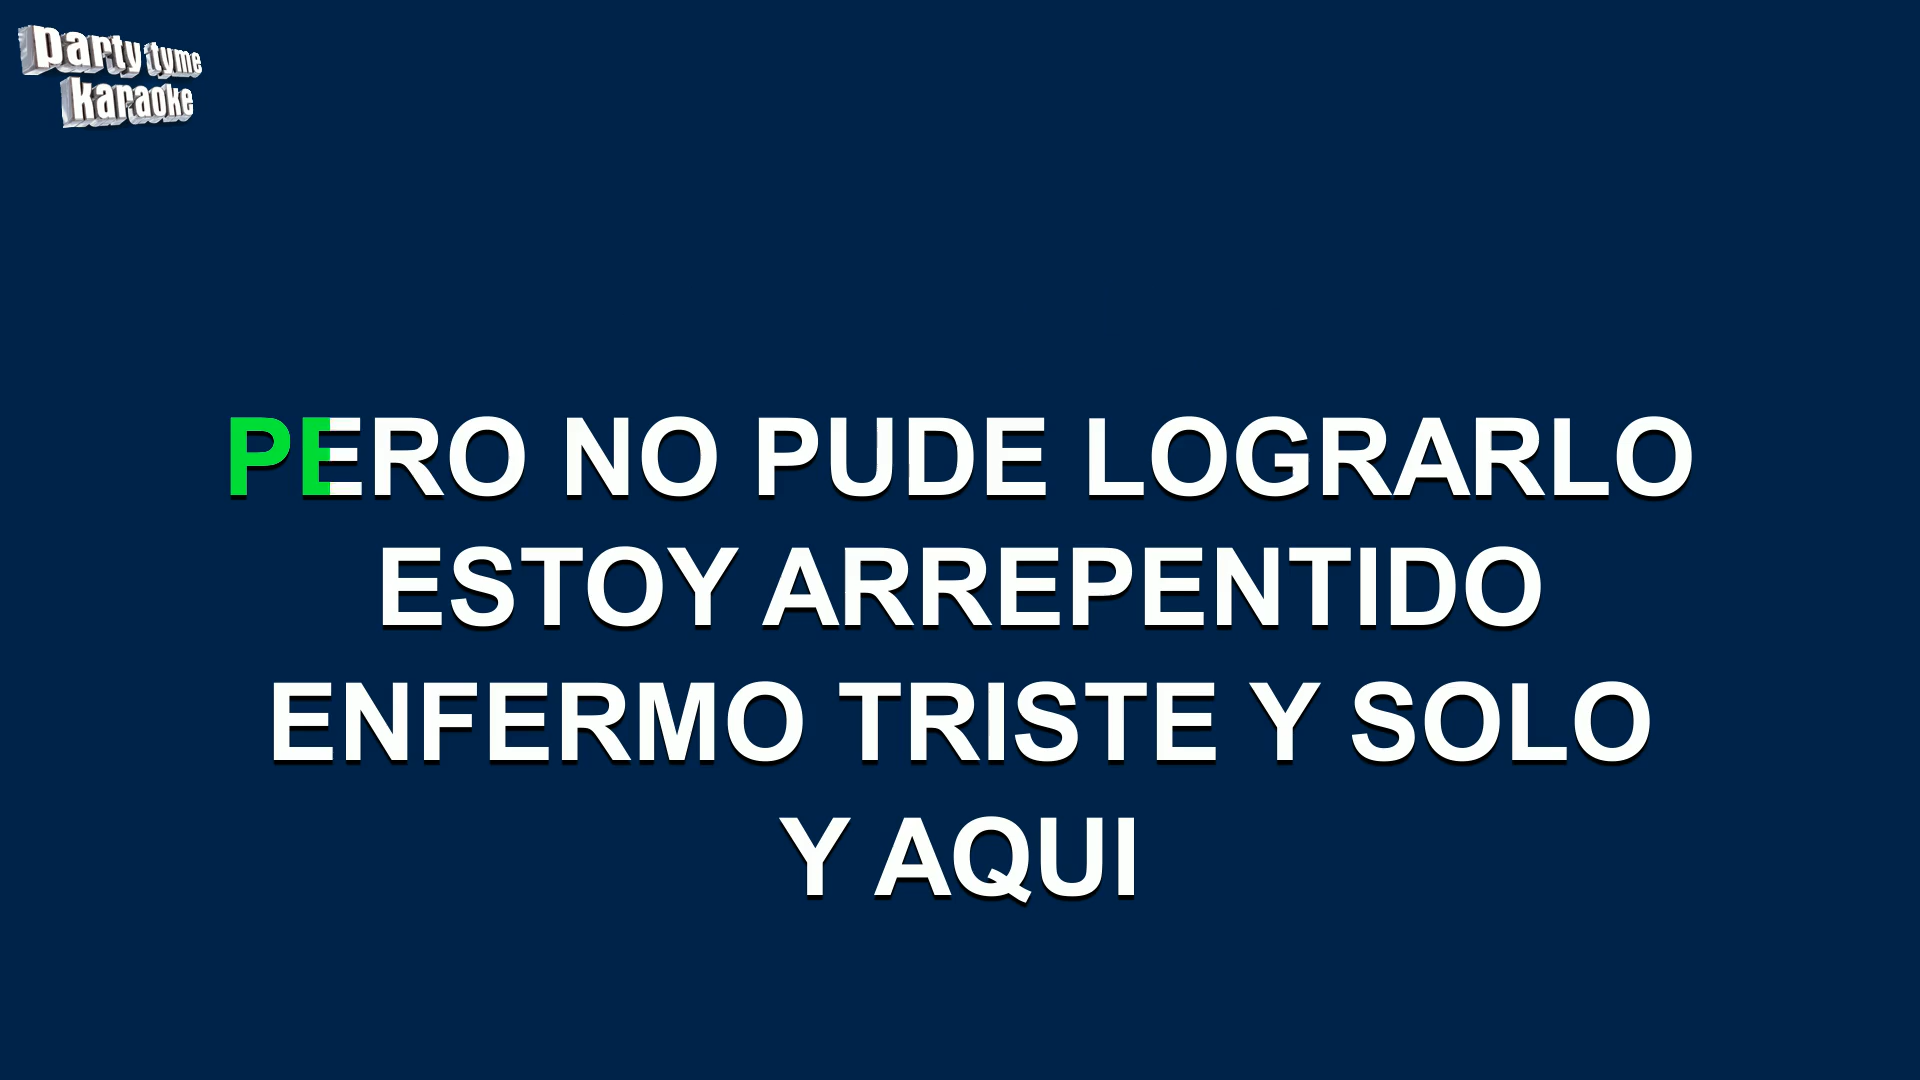 party tyme
karaoke
PERO NO PUDE LOGRARLO
ESTOY ARREPENTIDO
ENFERMO TRISTE Y SOLO
Y AQUI